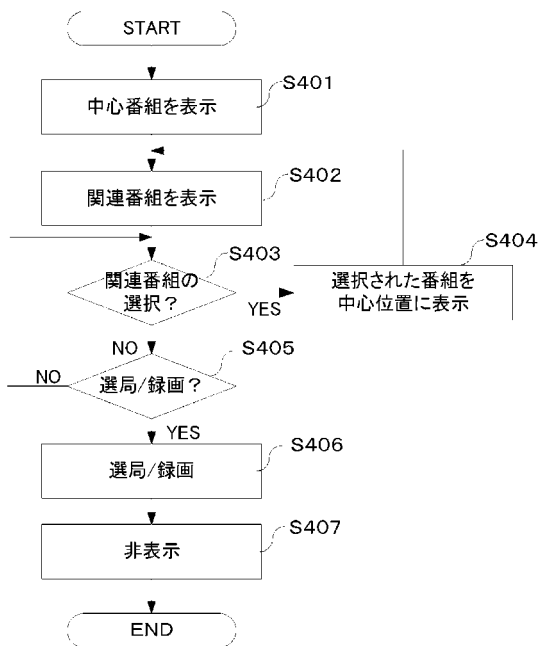 START
S401
中心番組を表示
S402
関連番組を表示
S403
関連番組の
選択？
YES
S404
選択された番組を
中心位置に表示
NO
S405
NO
選局/録画？
YES
S406
選局/録画
S407
非表示
END